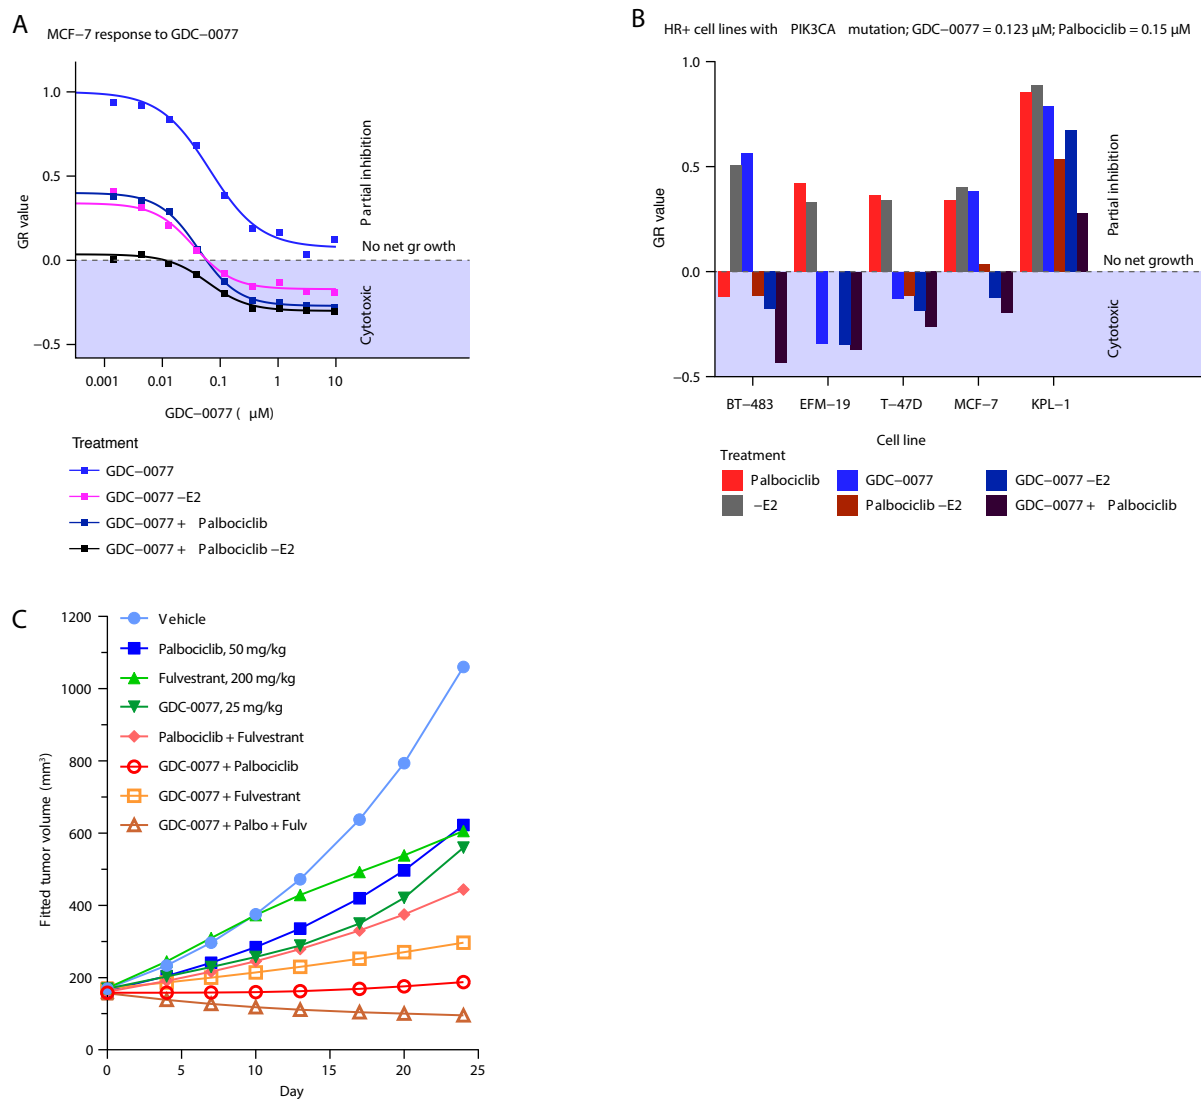 A
MCF−7 response to GDC−0077
1.0
0.5
0.0
−0.5
GR value
Partial inhibition
No net growth
Cytotoxic
0.001
0.01
0.1
1
10
GDC−0077 ( µM)
Treatment
GDC−0077
GDC−0077 −E2
GDC−0077 + Palbociclib
GDC−0077 + Palbociclib −E2
B
HR+ cell lines with PIK3CA mutation; GDC−0077 = 0.123 µM; Palbociclib = 0.15 µM
1.0
0.5
0.0
−0.5
GR value
Partial inhibition
No net growth
Cytotoxic
BT−483
EFM−19
T−47D
MCF−7
KPL−1
Cell line
Treatment
Palbociclib
GDC−0077
GDC−0077 −E2
−E2
Palbociclib −E2
GDC−0077 + Palbociclib
C
1200
1000
800
600
400
200
0
Fitted tumor volume (mm³)
Vehicle
Palbociclib, 50 mg/kg
Fulvestrant, 200 mg/kg
GDC-0077, 25 mg/kg
Palbociclib + Fulvestrant
GDC-0077 + Palbociclib
GDC-0077 + Fulvestrant
GDC-0077 + Palbo + Fulv
0
5
10
15
20
25
Day